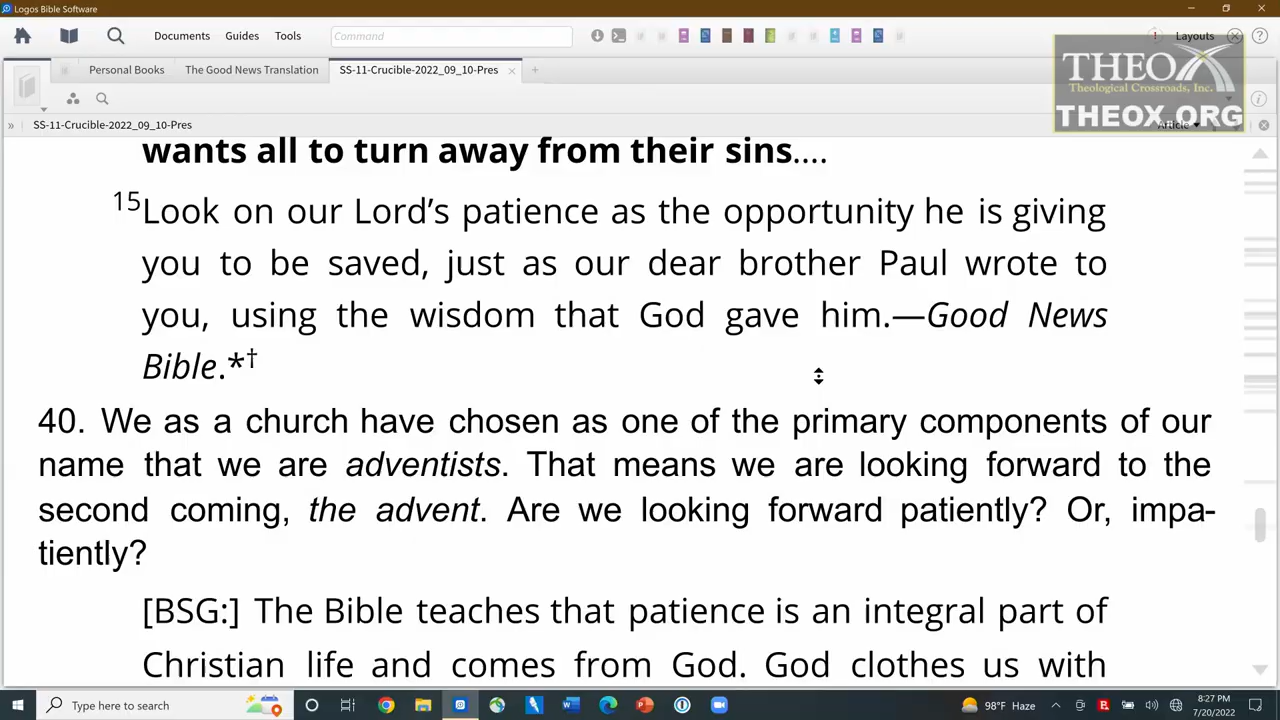 Logos Bible Software
Documents Guides Tools Command Layouts
THEOX
Theological Crossroads, Inc.
THEOX.ORG
Personal Books The Good News Translation SS-11-Crucible-2022_09_10-Pres
SS-11-Crucible-2022_09_10-Pres Article
wants all to turn away from their sins....
15Look on our Lord's patience as the opportunity he is giving
you to be saved, just as our dear brother Paul wrote to
you, using the wisdom that God gave him.—Good News
Bible.*†
40. We as a church have chosen as one of the primary components of our
name that we are adventists. That means we are looking forward to the
second coming, the advent. Are we looking forward patiently? Or, impa-
tiently?
[BSG:] The Bible teaches that patience is an integral part of
Christian life and comes from God. God clothes us with
Type here to search
98°F Haze
8:27 PM
7/20/2022